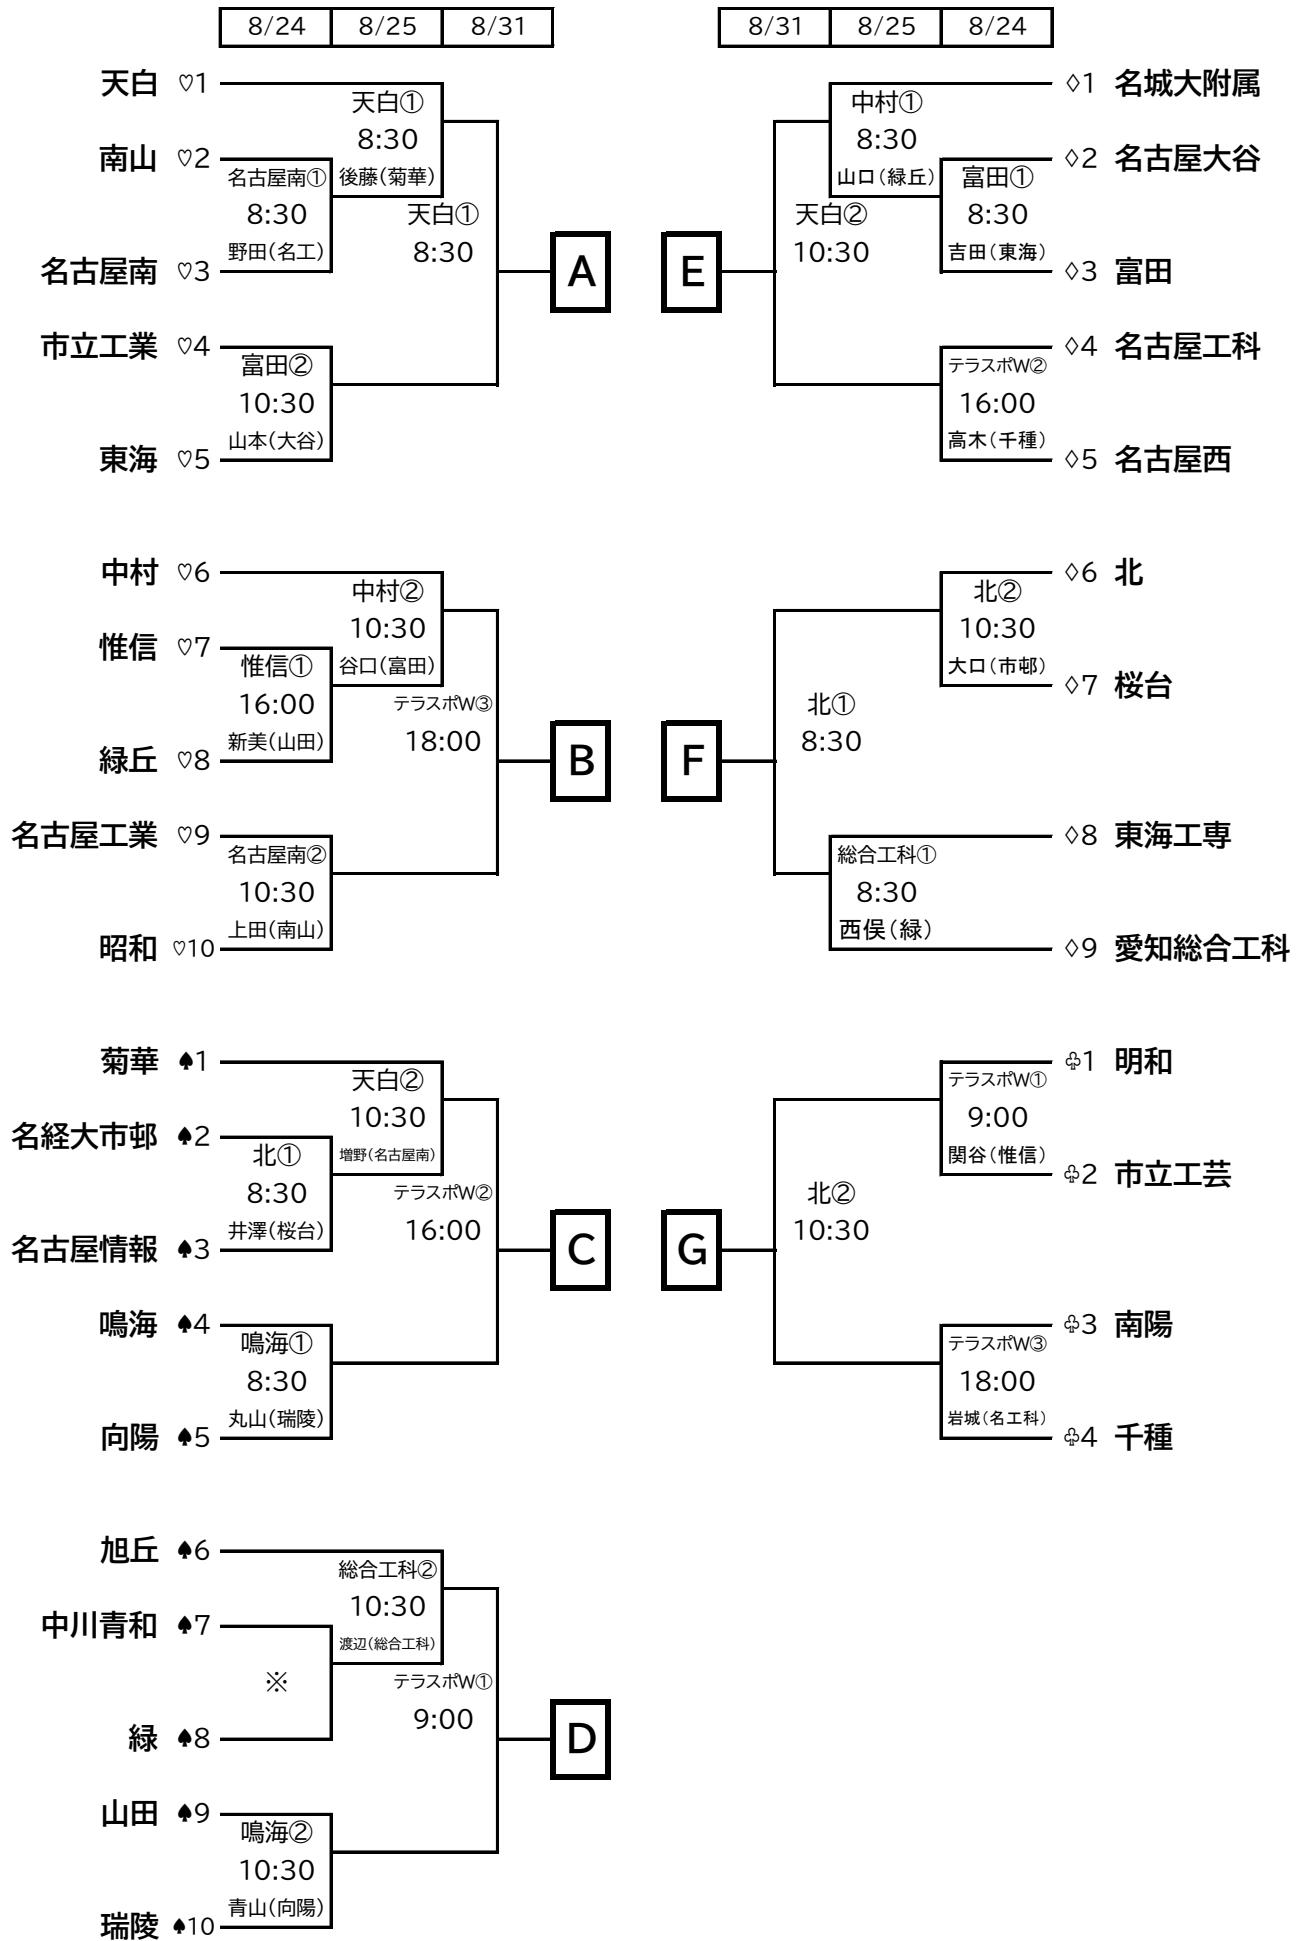 8/24 8/25 8/31
8/31 8/25 8/24
天白 ♡1
天白①
8:30
後藤(菊華)
南山 ♡2
名古屋南①
8:30
野田(名工)
天白①
8:30
名古屋南 ♡3
A
市立工業 ♡4
富田②
10:30
山本(大谷)
東海 ♡5
中村 ♡6
中村②
10:30
谷口(富田)
惟信 ♡7
惟信①
16:00
新美(山田)
テラスポW③
18:00
緑丘 ♡8
B
名古屋工業 ♡9
名古屋南②
10:30
上田(南山)
昭和 ♡10
菊華 ♠1
天白②
10:30
増野(名古屋南)
名経大市邨 ♠2
北①
8:30
井澤(桜台)
テラスポW②
16:00
名古屋情報 ♠3
C
鳴海 ♠4
鳴海①
8:30
丸山(瑞陵)
向陽 ♠5
旭丘 ♠6
総合工科②
10:30
渡辺(総合工科)
中川青和 ♠7
※
テラスポW①
9:00
緑 ♠8
D
山田 ♠9
鳴海②
10:30
青山(向陽)
瑞陵 ♠10
♢1 名城大附属
中村①
8:30
山口(緑丘)
♢2 名古屋大谷
富田①
8:30
吉田(東海)
天白②
10:30
♢3 富田
E
♢4 名古屋工科
テラスポW②
16:00
高木(千種)
♢5 名古屋西
♢6 北
北②
10:30
大口(市邨)
♢7 桜台
北①
8:30
F
♢8 東海工専
総合工科①
8:30
西俣(緑)
♢9 愛知総合工科
♧1 明和
テラスポW①
9:00
関谷(惟信)
♧2 市立工芸
北②
10:30
G
♧3 南陽
テラスポW③
18:00
岩城(名工科)
♧4 千種